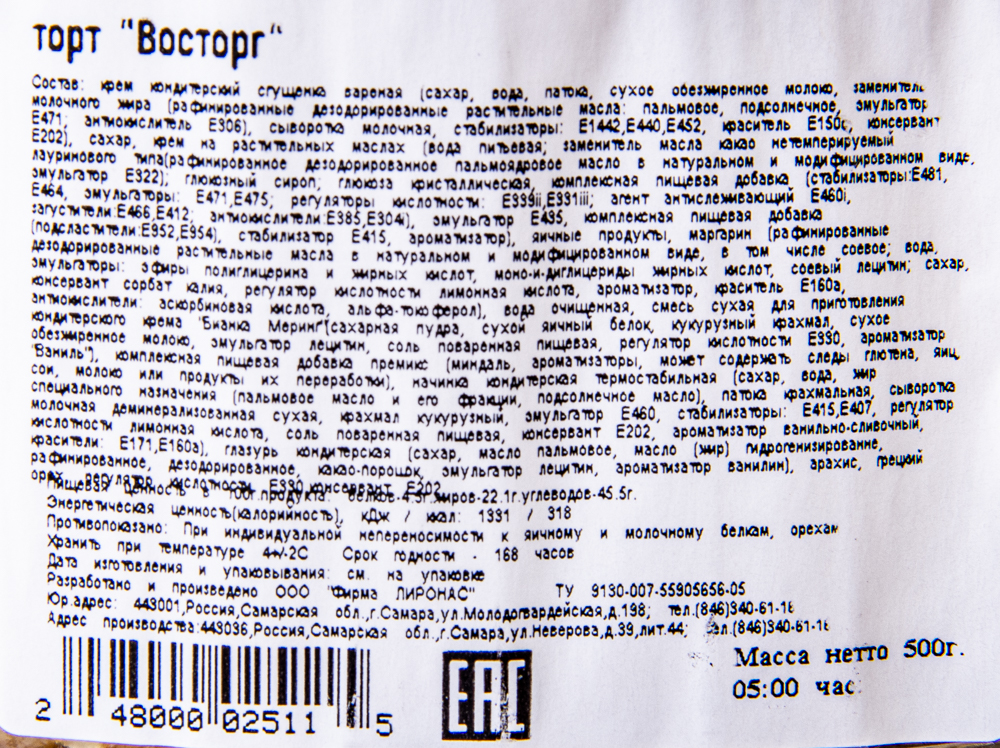 торт "Восторг"
Состав: крем кондитерский сгущенка вареная (сахар, вода, патока, сухое обезжиренное молоко, заменитель
молочного жира (рафинированные дезодорированные растительные масла: пальмовое, подсолнечное, эмульгатор
Е471; антиокислитель Е306), сыворотка молочная, стабилизаторы: Е1442,Е440,Е452, краситель Е150с, консервант
Е202), сахар, крем на растительных маслах (вода питьевая; заменитель масла какао нетемперируемый
лауринового типа(рафинированное дезодорированное пальмоядровое масло в натуральном и модифицированном виде,
эмульгатор Е322); глюкозный сироп; глюкоза кристаллическая, комплексная пищевая добавка (стабилизаторы:Е481,
Е464, эмульгаторы: Е471,Е475; регуляторы кислотности: Е339ii,Е331iii; агент антислеживающий Е460i,
загустители:Е466,Е412; антиокислители:Е385,Е304i), эмульгатор Е435, комплексная пищевая добавка
(подсластители:Е952,Е954), стабилизатор Е415, ароматизатор), яичные продукты, маргарин (рафинированные
дезодорированные растительные масла в натуральном и модифицированном виде, в том числе соевое; вода,
эмульгаторы: эфиры полиглицерина и жирных кислот, моно-и-диглицериды жирных кислот, соевый лецитин; сахар,
консервант сорбат калия, регулятор кислотности лимонная кислота, ароматизатор, краситель Е160а,
антиокислители: аскорбиновая кислота, альфа-токоферол), вода очищенная, смесь сухая для приготовления
кондитерского крема "Бианка Меринг"(сахарная пудра, сухой яичный белок, кукурузный крахмал, сухое
обезжиренное молоко, эмульгатор лецитин, соль поваренная пищевая, регулятор кислотности Е330, ароматизатор
"Ваниль"), комплексная пищевая добавка премикс (миндаль, ароматизаторы, может содержать следы глютена, яиц,
сои, молоко или продукты их переработки), начинка кондитерская термостабильная (сахар, вода, жир
специального назначения (пальмовое масло и его фракции, подсолнечное масло), патока крахмальная, сыворотка
молочная деминерализованная сухая, крахмал кукурузный, эмульгатор Е460, стабилизаторы: Е415,Е407, регулятор
кислотности лимонная кислота, соль поваренная пищевая, консервант Е202, ароматизатор ванильно-сливочный,
красители: Е171,Е160а), глазурь кондитерская (сахар, масло пальмовое, масло (жир) гидрогенизированние,
рафинированное, дезодорированное, какао-порошок, эмульгатор лецитин, ароматизатор ванилин), арахис, грецкий
орех, регулятор кислотности Е330,консервант Е202
Пищевая ценность в 100г.продукта: белков-4.5г.жиров-22.1г.углеводов-45.5г.
Энергетическая ценность(калорийность), кДж / ккал: 1331 / 318
Противопоказано: При индивидуальной непереносимости к яичному и молочному белкам, орехам
Хранить при температуре 4+/-2С Срок годности - 168 часов
Дата изготовления и упаковывания: см. на упаковке
Разработано и произведено ООО "Фирма ЛИРОНАС" ТУ 9130-007-55905656-05
Юр.адрес: 443001,Россия,Самарская обл.,г.Самара,ул.Молодогвардейская,д.198; тел.(846)340-61-16
Адрес производства:443036,Россия,Самарская обл.,г.Самара,ул.Неверова,д.39,лит.44; тел.(846)340-61-16
Масса нетто 500г.
05:00 час
EAC
2 48000 02511 5